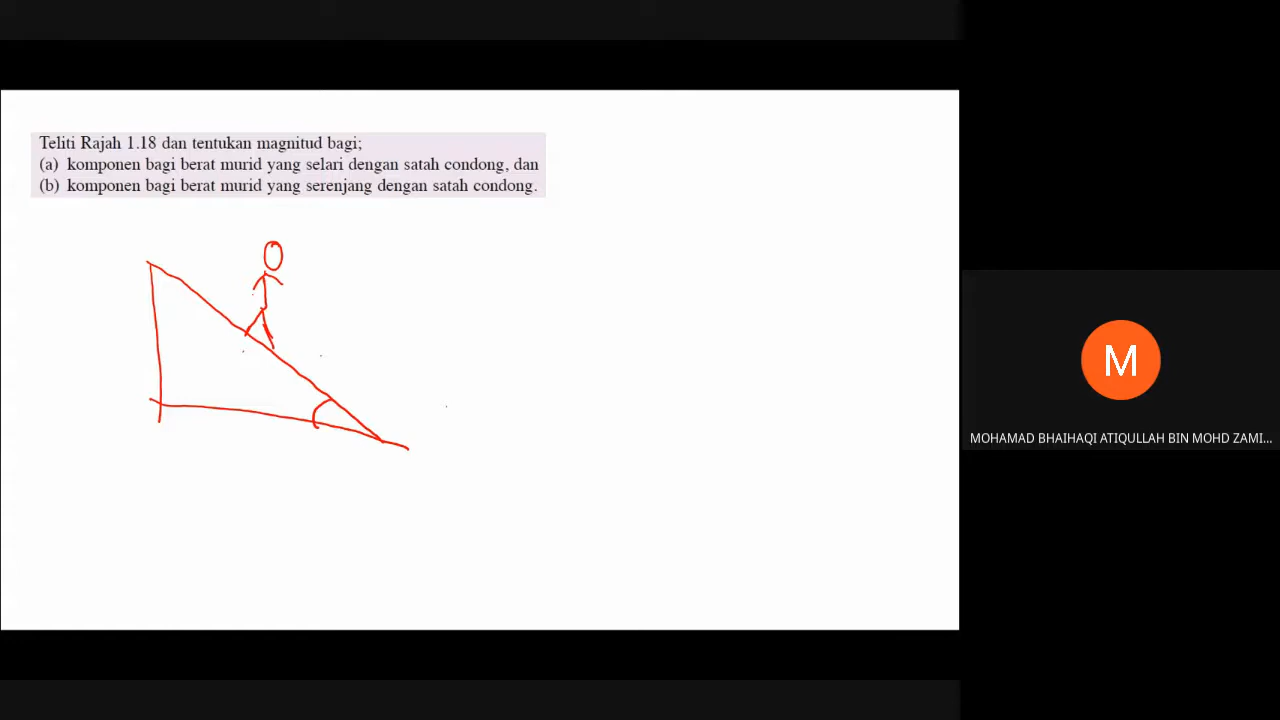 Teliti Rajah 1.18 dan tentukan magnitud bagi;
(a) komponen bagi berat murid yang selari dengan satah condong, dan
(b) komponen bagi berat murid yang serenjang dengan satah condong.
M
MOHAMAD BHAIHAQI ATIQULLAH BIN MOHD ZAMI...